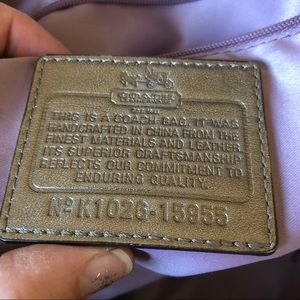 COACH
THIS IS A COACH BAG. IT WAS
HANDCRAFTED IN CHINA FROM THE
FINEST MATERIALS AND LEATHER
ITS SUPERIOR CRAFTSMANSHIP
REFLECTS OUR COMMITMENT TO
ENDURING QUALITY.
Nº K1026-15955